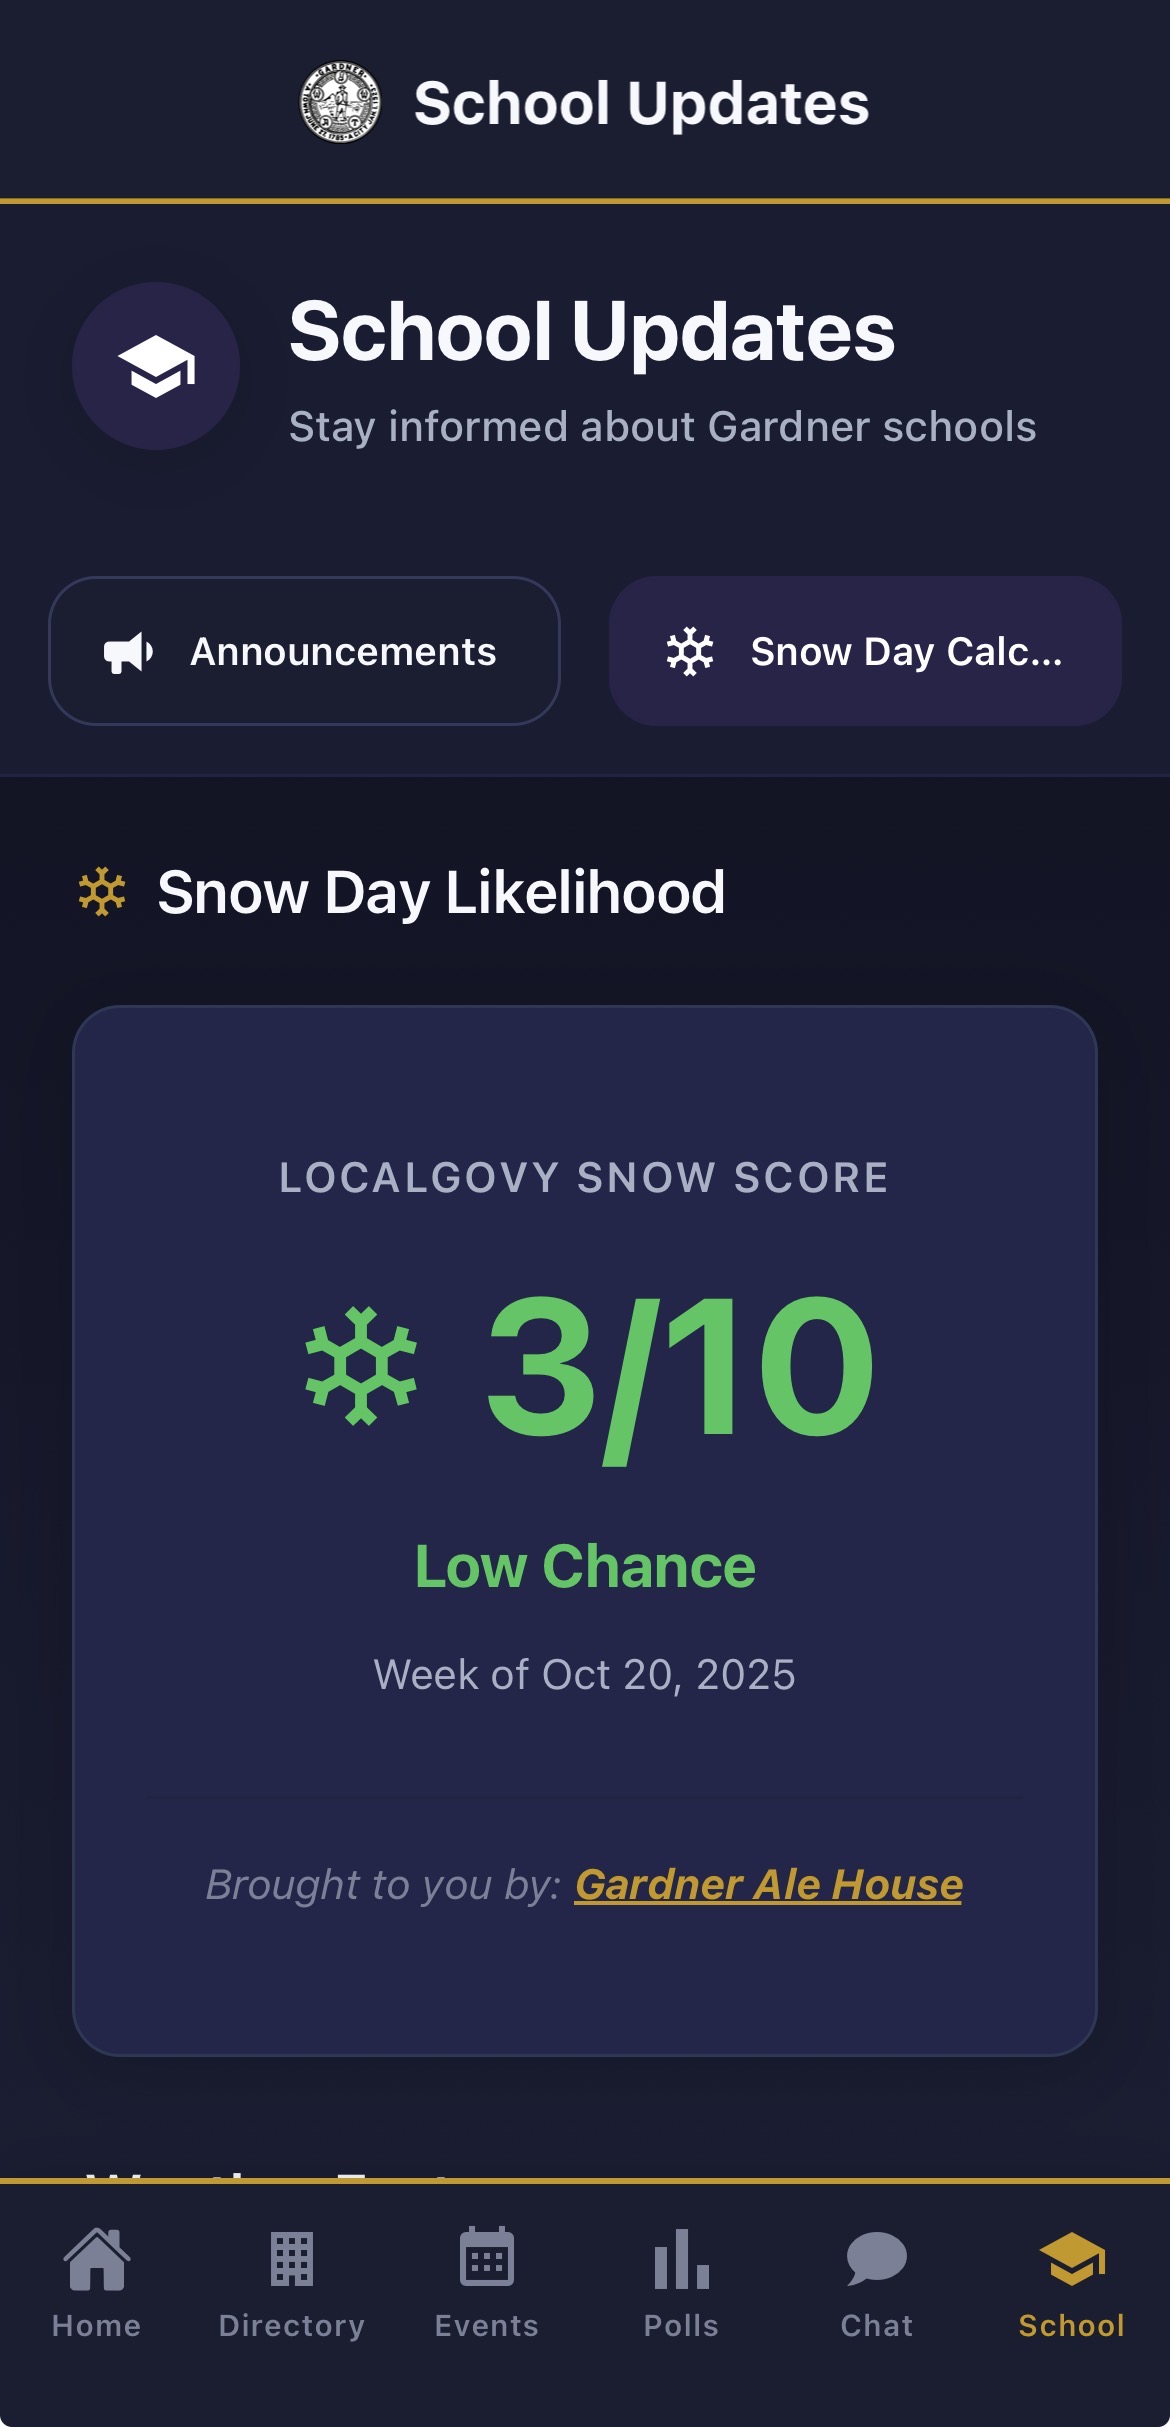 School Updates
School Updates
Stay informed about Gardner schools
Announcements
Snow Day Calc...
Snow Day Likelihood
LOCALGOVY SNOW SCORE
3/10
Low Chance
Week of Oct 20, 2025
Brought to you by: Gardner Ale House
Home
Directory
Events
Polls
Chat
School